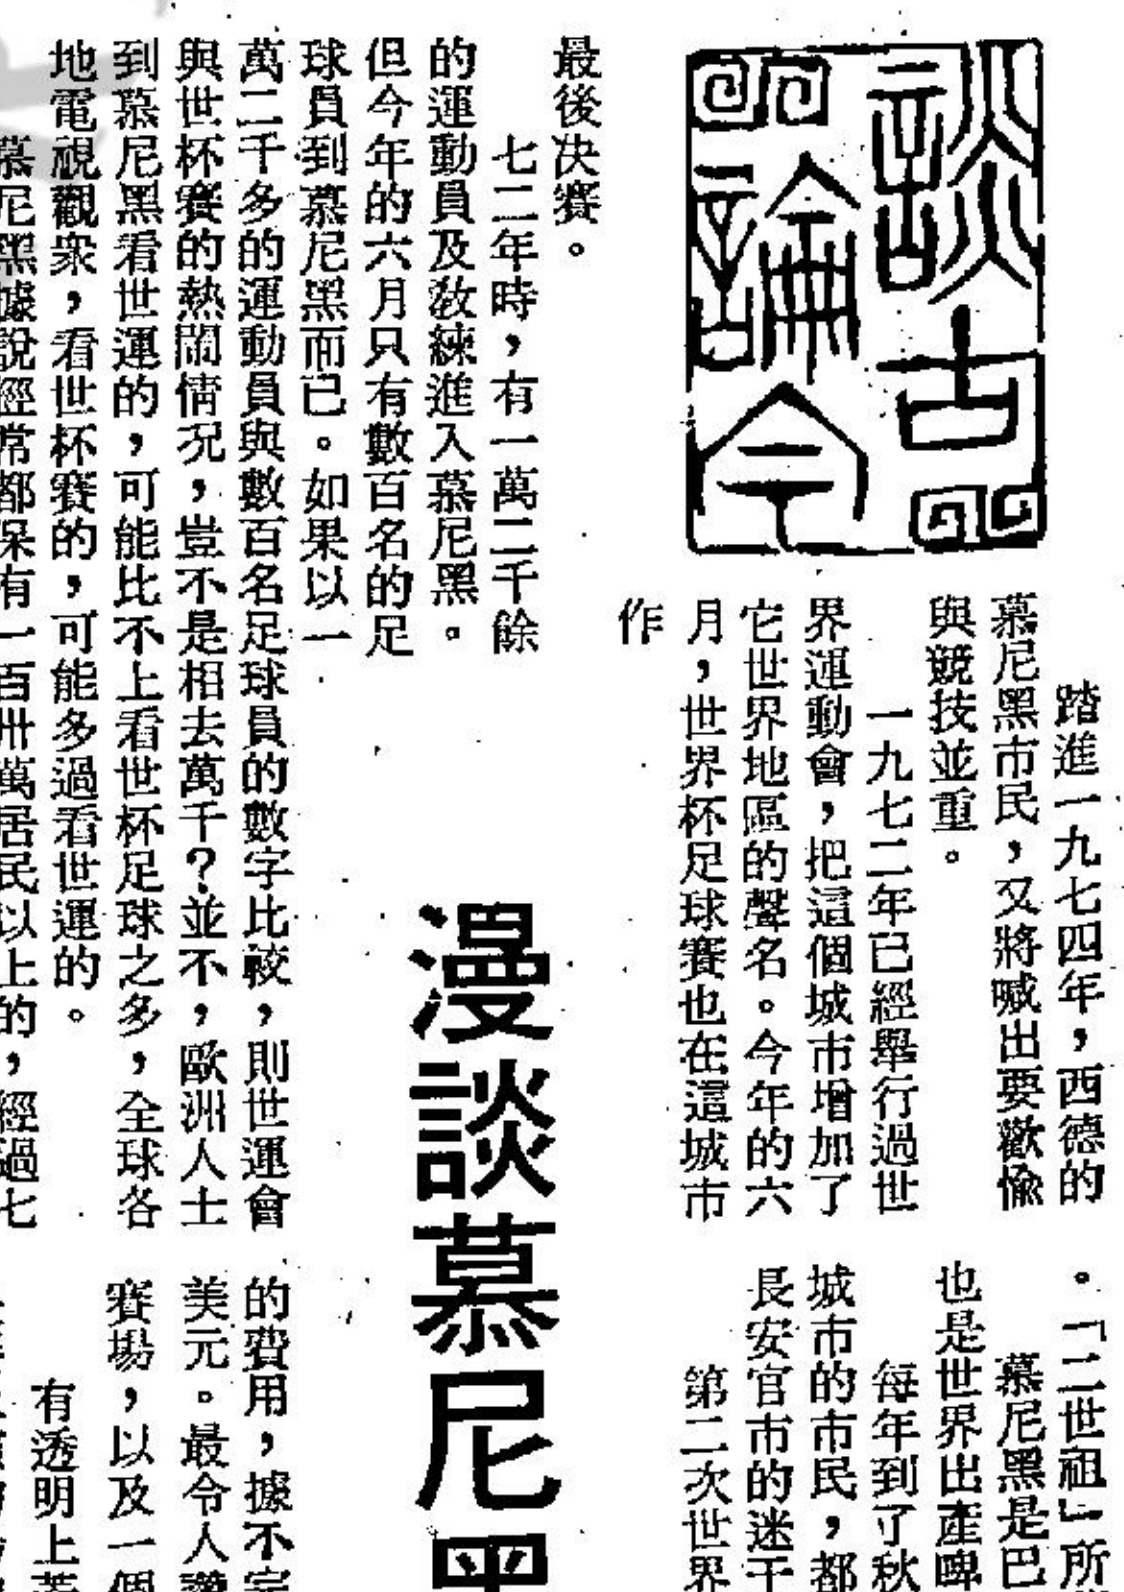 談古
論今
漫談慕尼黑
踏進一九七四年，西德的
慕尼黑市民，又將喊出要歡愉
與競技並重。
一九七二年已經舉行過世
界運動會，把這個城市增加了
它世界地區的聲名。今年的六
月，世界杯足球賽也在這城市
作
最後决賽。
七二年時，有一萬二千餘
的運動員及教練進入慕尼黑。
但今年的六月只有數百名的足
球員到慕尼黑而已。如果以一
萬二千多的運動員與數百名足球員的數字比較，則世運會
與世杯賽的熱鬧情況，豈不是相去萬千？並不，歐洲人士
到慕尼黑看世運的，可能比不上看世杯足球之多，全球各
地電視觀衆，看世杯賽的，可能多過看世運的。
慕尼黑據說經常都保有一百卅萬居民以上的，經過七
。「二世祖」所
慕尼黑是巴
也是世界出產啤
每年到了秋
城市的市民，都
長安官市的迷干
第二次世界
的費用，據不完
美元。最令人讚
賽場，以及一個
有透明上蓋